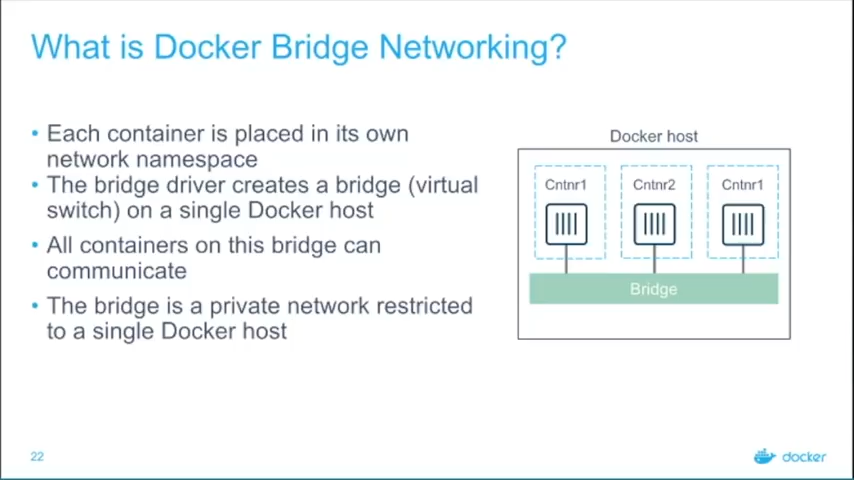 What is Docker Bridge Networking?
• Each container is placed in its own
network namespace
• The bridge driver creates a bridge (virtual
switch) on a single Docker host
• All containers on this bridge can
communicate
• The bridge is a private network restricted
to a single Docker host
Docker host
Cntnr1 Cntnr2 Cntnr1
Bridge
22
docker